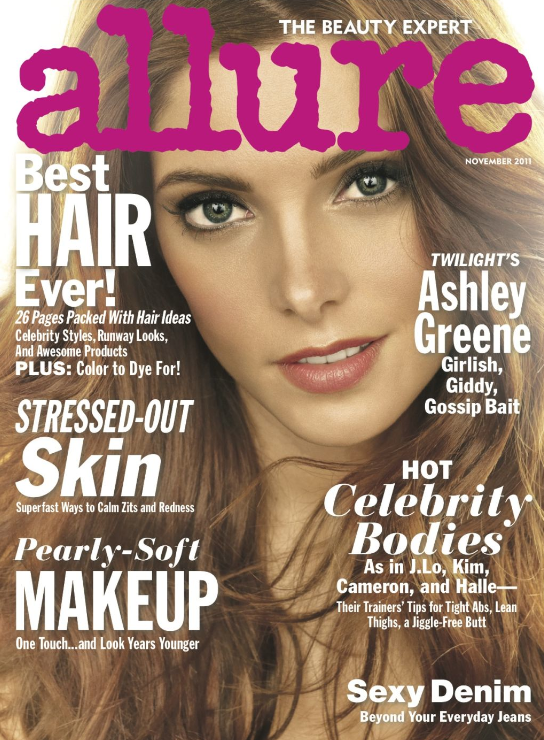 THE BEAUTY EXPERT
allure
NOVEMBER 2011
Best
HAIR
Ever!
26 Pages Packed With Hair Ideas
Celebrity Styles, Runway Looks,
And Awesome Products
PLUS: Color to Dye For!
STRESSED-OUT
Skin
Superfast Ways to Calm Zits and Redness
Pearly-Soft
MAKEUP
One Touch...and Look Years Younger
TWILIGHT'S
Ashley
Greene
Girlish,
Giddy,
Gossip Bait
HOT
Celebrity
Bodies
As in J.Lo, Kim,
Cameron, and Halle—
Their Trainers' Tips for Tight Abs, Lean
Thighs, a Jiggle-Free Butt
Sexy Denim
Beyond Your Everyday Jeans